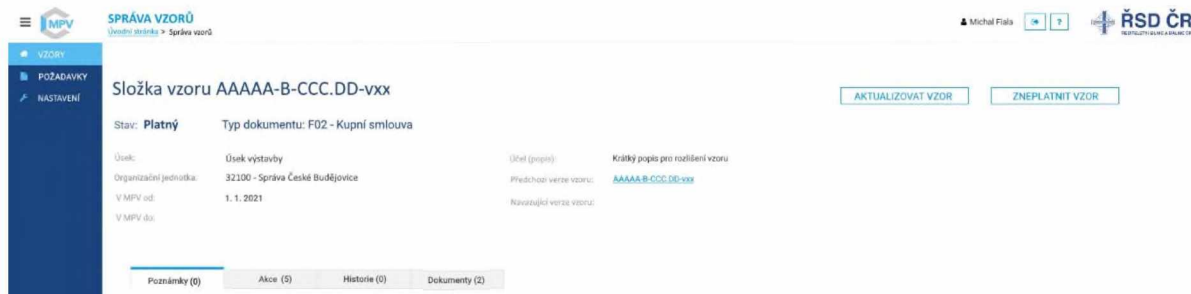 MPV
SPRÁVA VZORŮ
Úvodní stránka > Správa vzorů
Michal Fiala
?
ŘSD ČR
VZORY
POŽADAVKY
NASTAVENÍ
Složka vzoru AAAAA-B-CCC.DD-vxx
AKTUALIZOVAT VZOR
ZNEPLATNIT VZOR
Stav: Platný
Typ dokumentu: F02 - Kupní smlouva
Úsek: Úsek výstavby
Organizační jednotka: 32100 - Správa České Budějovice
V MPV od: 1. 1. 2021
V MPV do:
Účel (popis): Krátký popis pro rozlišení vzoru
Předchozí verze vzoru: AAAAA-B-CCC.DD-vxx
Navazující verze vzoru:
Poznámky (0)
Akce (5)
Historie (0)
Dokumenty (2)